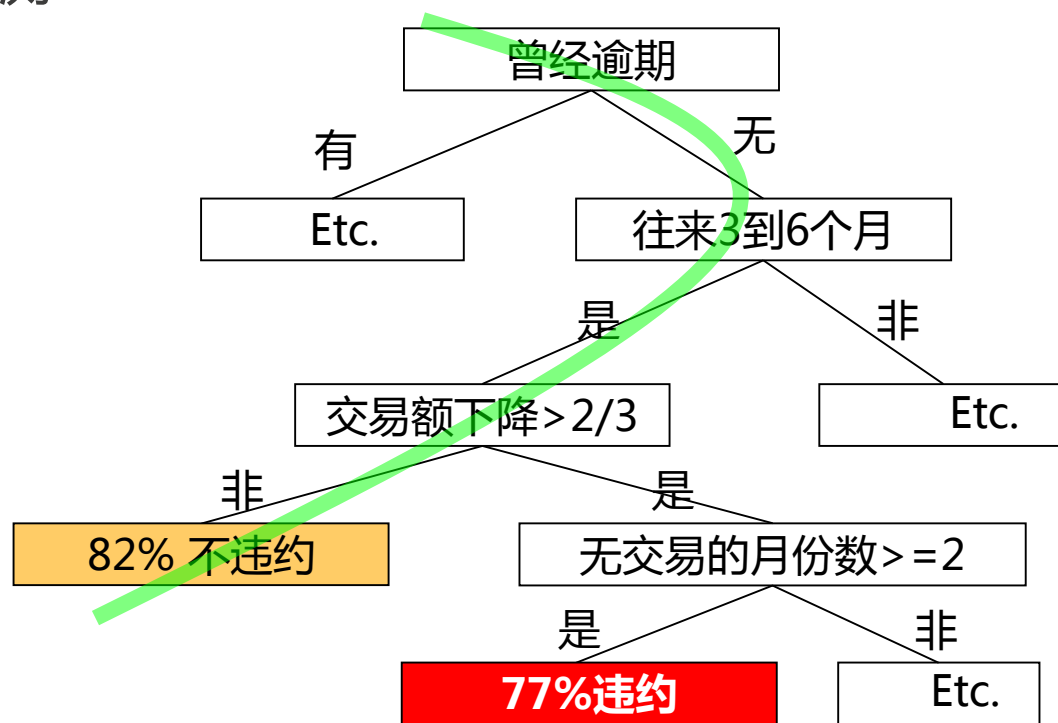 曾经逾期
有
无
Etc.
往来3到6个月
是
非
交易额下降>2/3
Etc.
非
是
82% 不违约
无交易的月份数>=2
是
非
77%违约
Etc.